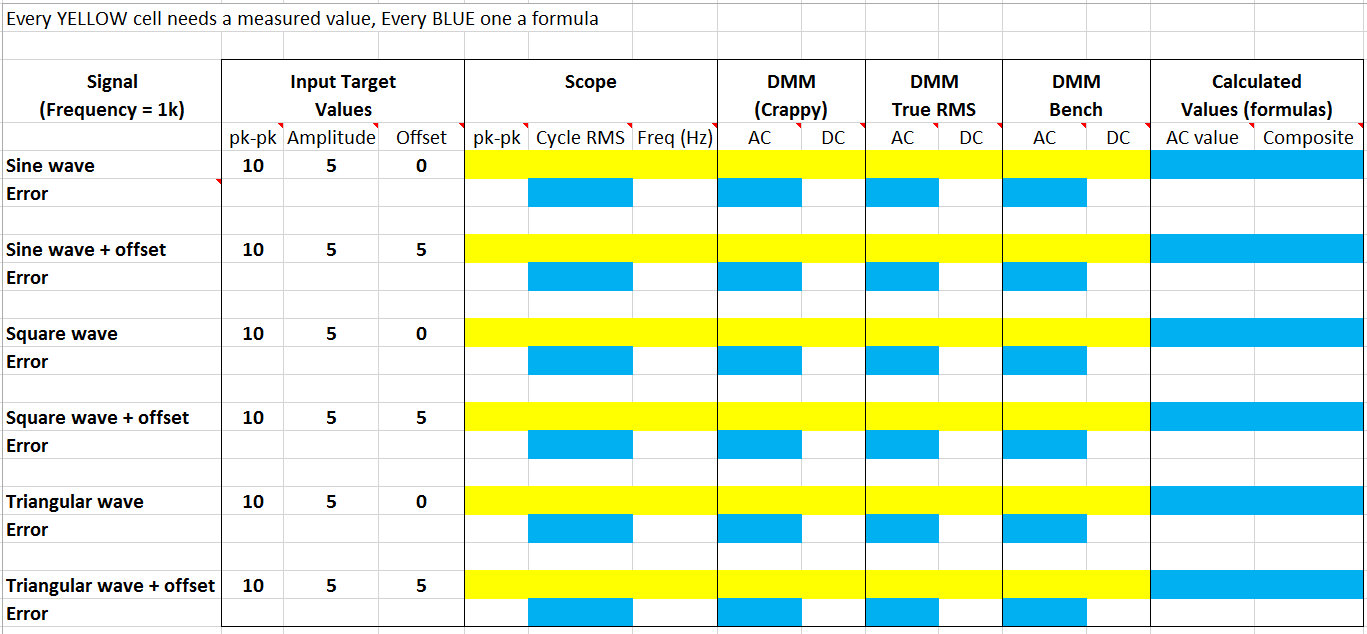 Every YELLOW cell needs a measured value, Every BLUE one a formula
Signal Input Target Scope DMM DMM DMM Calculated
(Frequency = 1k) Values (Crappy) True RMS Bench Values (formulas)
pk-pk Amplitude Offset pk-pk Cycle RMS Freq (Hz) AC DC AC DC AC DC AC value Composite
Sine wave 10 5 0
Error
Sine wave + offset 10 5 5
Error
Square wave 10 5 0
Error
Square wave + offset 10 5 5
Error
Triangular wave 10 5 0
Error
Triangular wave + offset 10 5 5
Error